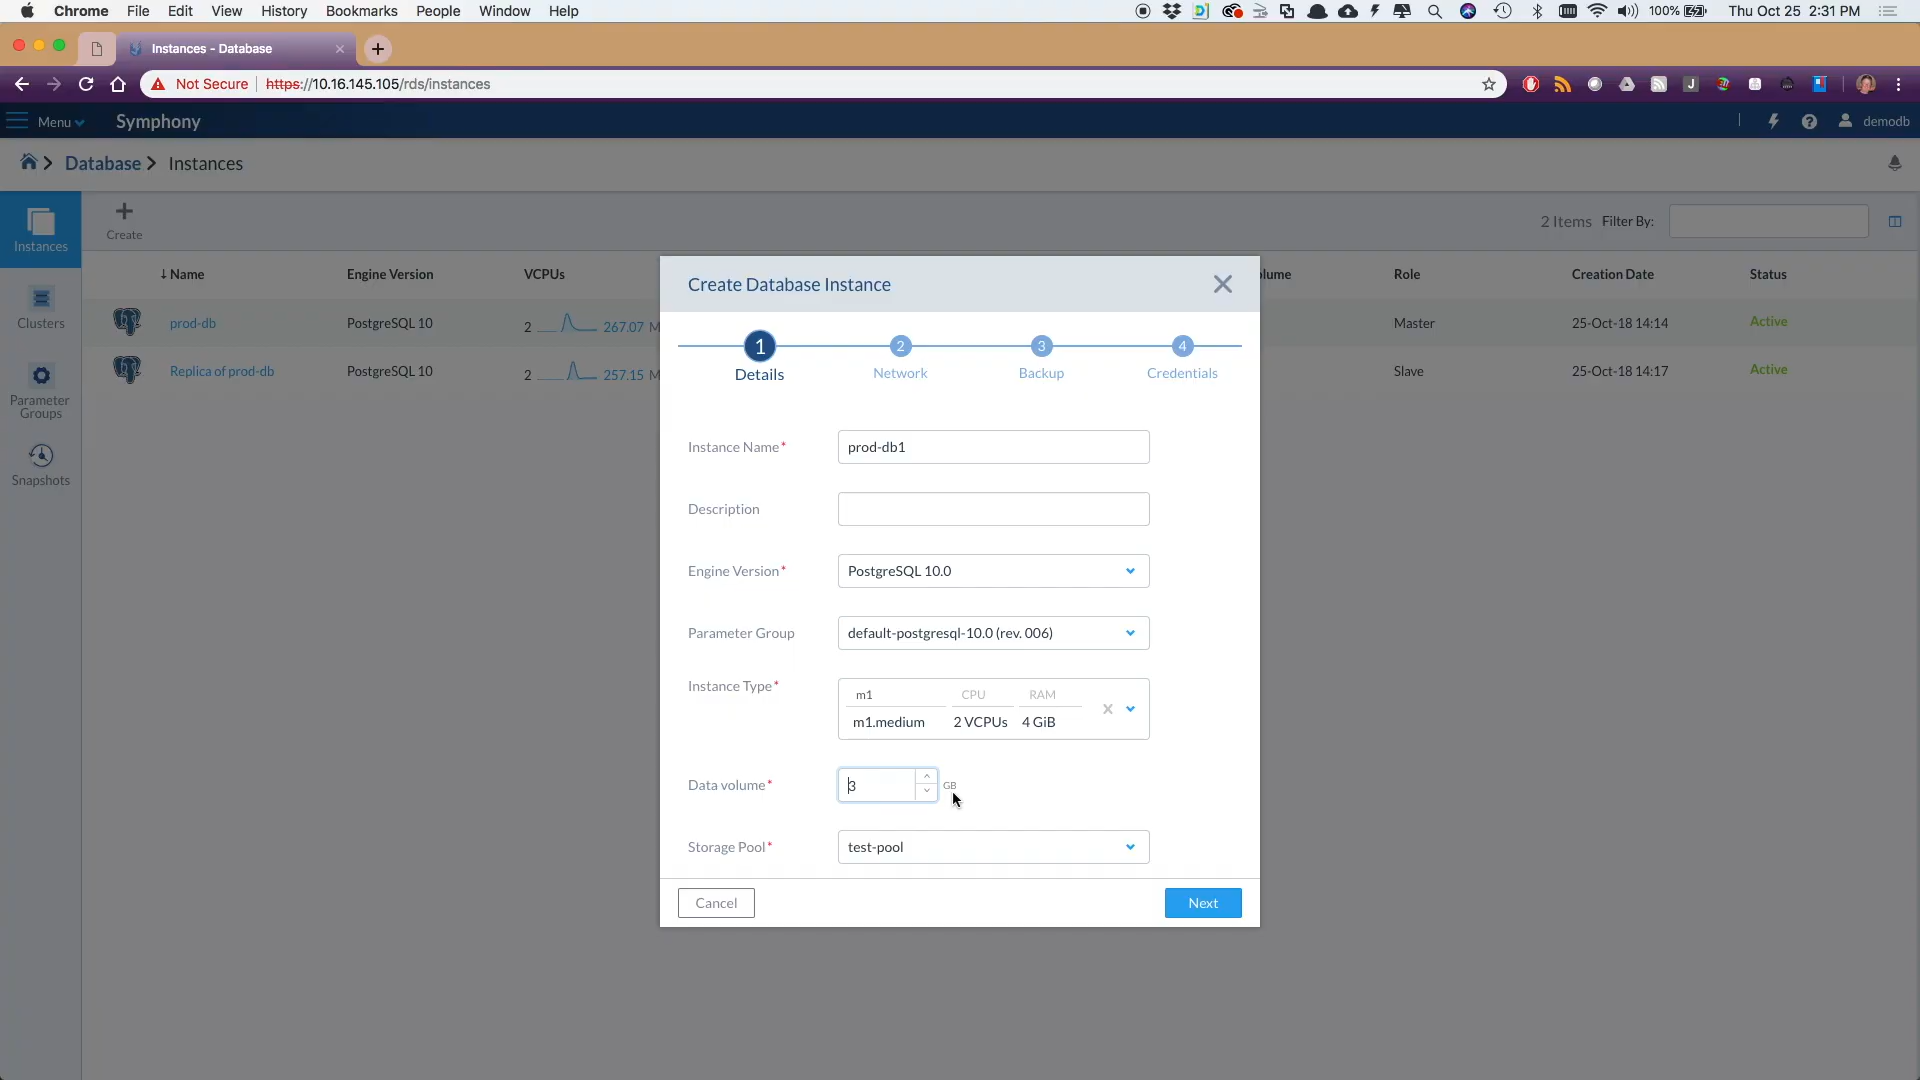 Chrome File Edit View History Bookmarks People Window Help 100% Thu Oct 25 2:31 PM
Instances - Database
Not Secure https://10.16.145.105/rds/instances
Menu Symphony demodb
Database Instances
Instances
Clusters
Parameter
Groups
Snapshots
Create
2 Items Filter By:
Name Engine Version VCPUs lume Role Creation Date Status
prod-db PostgreSQL 10 2 267.07 M Master 25-Oct-18 14:14 Active
Replica of prod-db PostgreSQL 10 2 257.15 M Slave 25-Oct-18 14:17 Active
Create Database Instance
1 2 3 4
Details Network Backup Credentials
Instance Name* prod-db1
Description
Engine Version* PostgreSQL 10.0
Parameter Group default-postgresql-10.0 (rev. 006)
Instance Type* m1 CPU RAM
m1.medium 2 VCPUs 4 GiB
Data volume* 3 GB
Storage Pool* test-pool
Cancel Next